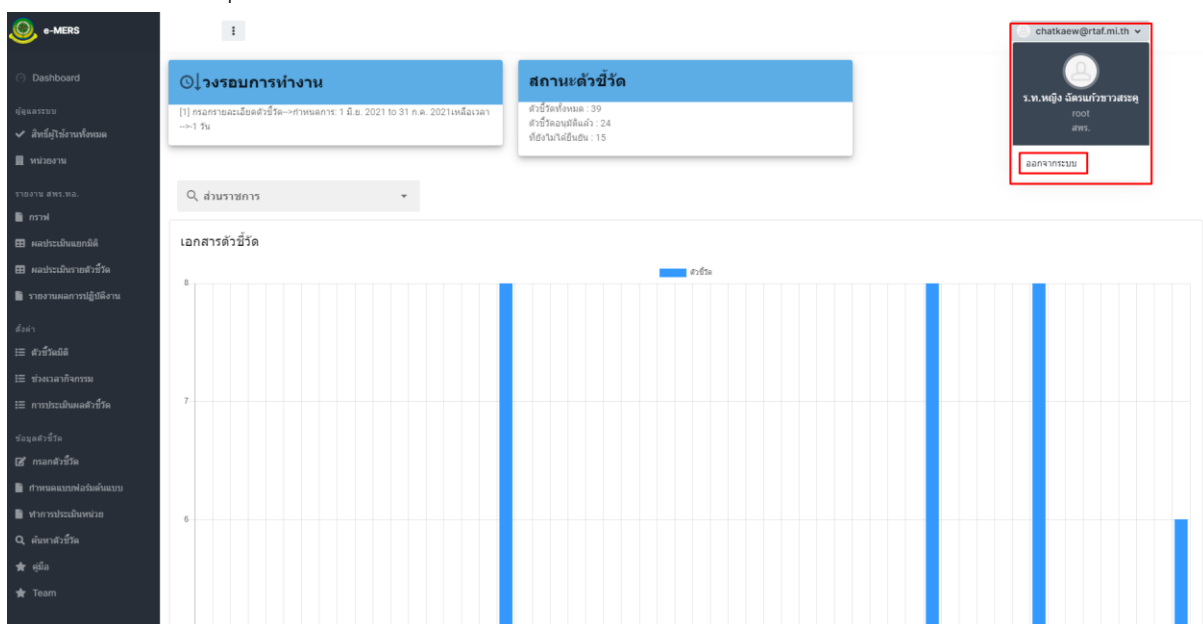 e-MERS
chatkaew@rtaf.mi.th
Dashboard
ผู้ดูแลระบบ
สิทธิ์ผู้ใช้งานทั้งหมด
หน่วยงาน
รายงาน สพร.ทอ.
กราฟ
ผลประเมินแยกมิติ
ผลประเมินรายตัวชี้วัด
รายงานผลการปฏิบัติงาน
ตั้งค่า
ตัวชี้วัดมิติ
ช่วงเวลากิจกรรม
การประเมินผลตัวชี้วัด
ข้อมูลตัวชี้วัด
กรอกตัวชี้วัด
กำหนดแบบฟอร์มต้นแบบ
ทำการประเมินหน่วย
ค้นหาตัวชี้วัด
คู่มือ
Team
วงรอบการทำงาน
[1] กรอกรายละเอียดตัวชี้วัด-->กำหนดการ: 1 มิ.ย. 2021 to 31 ก.ค. 2021เหลือเวลา
-->-1 วัน
สถานะตัวชี้วัด
ตัวชี้วัดทั้งหมด : 39
ตัวชี้วัดอนุมัติแล้ว : 24
ที่ยังไม่ได้ยืนยัน : 15
ร.ท.หญิง ฉัตรแก้วชาวสระคู
root
สพร.
ออกจากระบบ
ส่วนราชการ
เอกสารตัวชี้วัด
ตัวชี้วัด
8
7
6